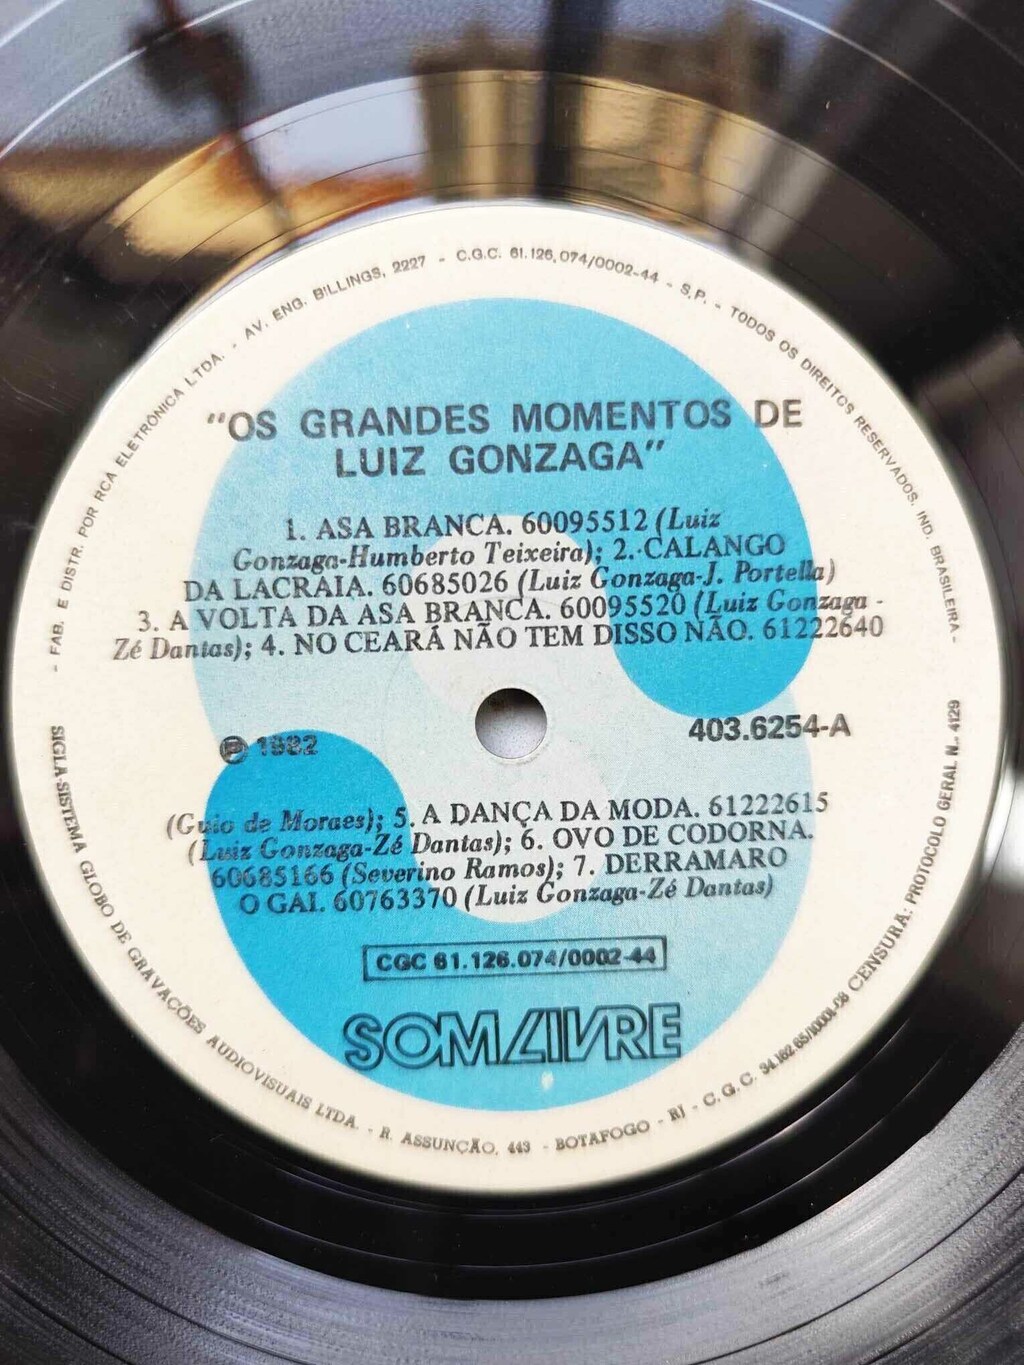 - FAB. E DISTR. POR RCA ELETRÔNICA LTDA. - AV. ENG. BILLINGS, 2227 - C.G.C. 61.126.074/0002-44 - S.P. - TODOS OS DIREITOS RESERVADOS. IND. BRASILEIRA -
"OS GRANDES MOMENTOS DE
LUIZ GONZAGA"
1. ASA BRANCA. 60095512 (Luiz
Gonzaga-Humberto Teixeira); 2. CALANGO
DA LACRAIA. 60685026 (Luiz Gonzaga-J. Portella)
3. A VOLTA DA ASA BRANCA. 60095520 (Luiz Gonzaga -
Zé Dantas); 4. NO CEARÁ NÃO TEM DISSO NÃO. 61222640
403.6254-A
℗ 1982
(Guio de Moraes); 5. A DANÇA DA MODA. 61222615
(Luiz Gonzaga-Zé Dantas); 6. OVO DE CODORNA.
60685166 (Severino Ramos); 7. DERRAMARO
O GAI. 60763370 (Luiz Gonzaga-Zé Dantas)
CGC 61.126.074/0002-44
SOM LIVRE
SIGLA-SISTEMA GLOBO DE GRAVAÇÕES AUDIOVISUAIS LTDA. - R. ASSUNÇÃO, 443 - BOTAFOGO - RJ - C.G.C. 34.162.65/0001-08 CENSURA: PROTOCOLO GERAL N.. 4129